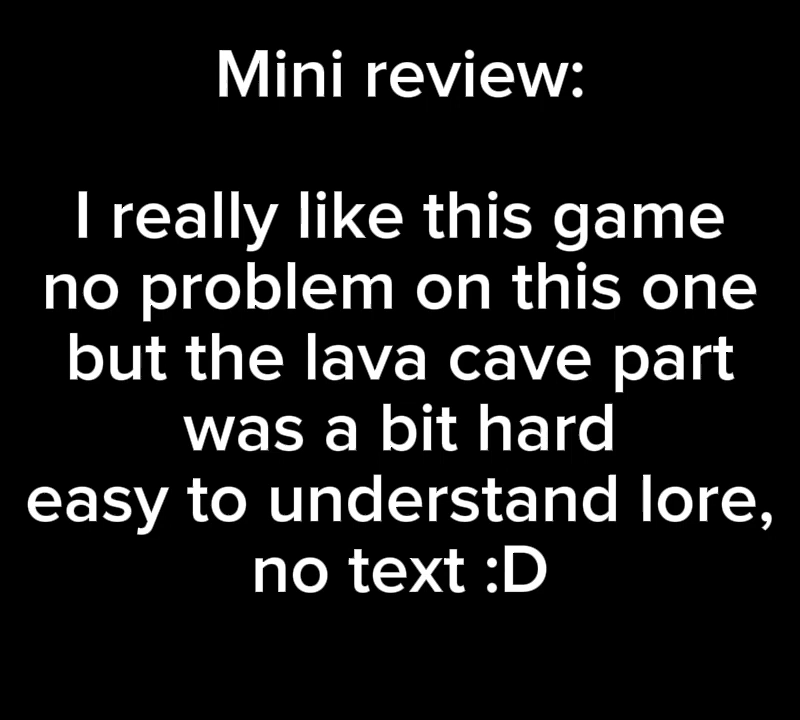 Mini review:
I really like this game
no problem on this one
but the lava cave part
was a bit hard
easy to understand lore,
no text :D